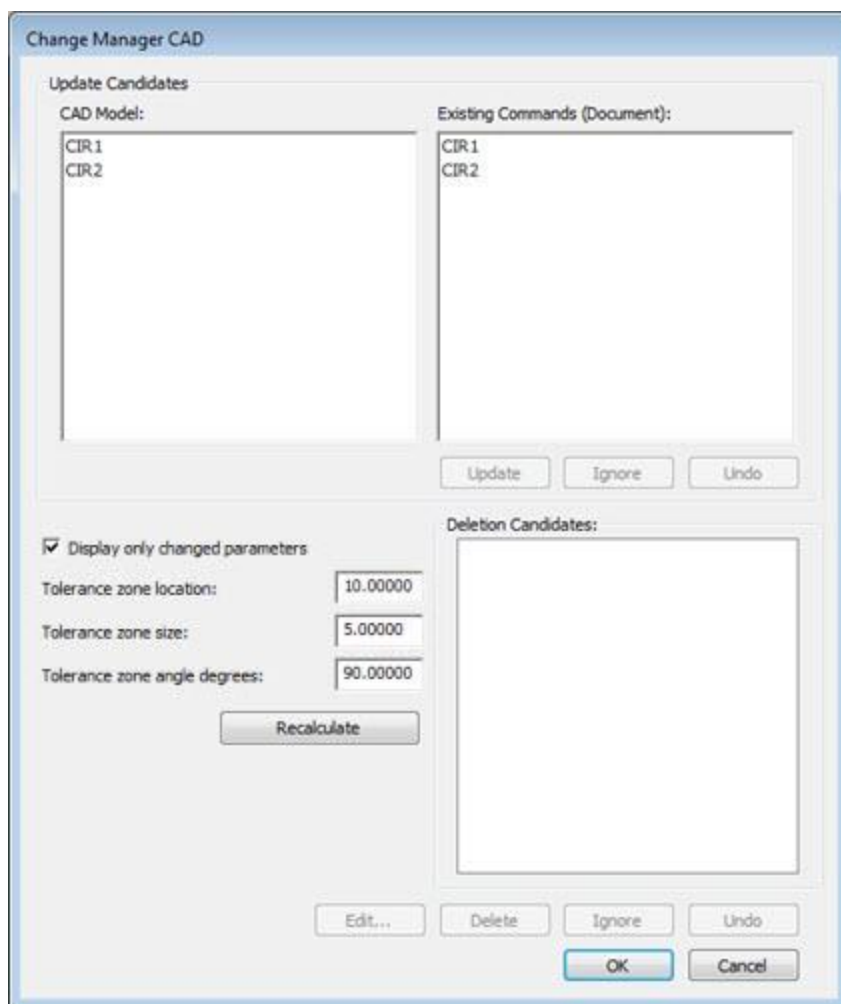 Change Manager CAD
Update Candidates
CAD Model:
Existing Commands (Document):
CIR1
CIR2
CIR1
CIR2
Update
Ignore
Undo
Display only changed parameters
Tolerance zone location:
10.00000
Tolerance zone size:
5.00000
Tolerance zone angle degrees:
90.00000
Recalculate
Deletion Candidates:
Edit...
Delete
Ignore
Undo
OK
Cancel